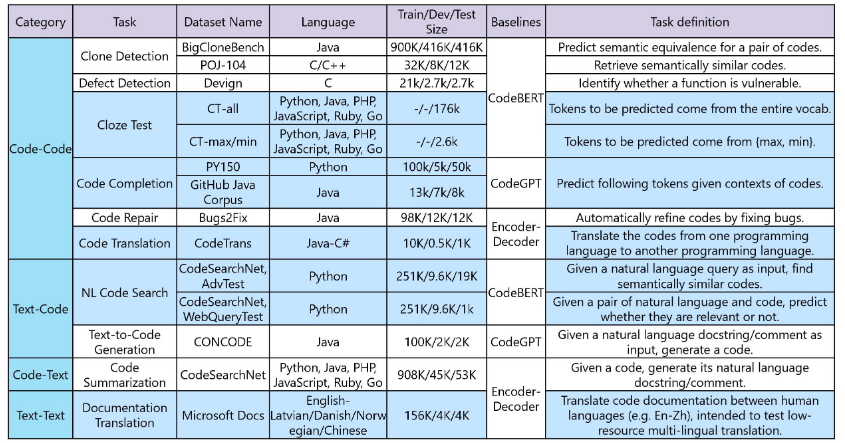 Category Task Dataset Name Language Train/Dev/Test Size Baselines Task definition
Code-Code
Clone Detection
BigCloneBench Java 900K/416K/416K
CodeBERT
Predict semantic equivalence for a pair of codes.
POJ-104 C/C++ 32K/8K/12K Retrieve semantically similar codes.
Defect Detection Devign C 21k/2.7k/2.7k Identify whether a function is vulnerable.
Cloze Test
CT-all
Python, Java, PHP,
JavaScript, Ruby, Go
-/-/176k
Tokens to be predicted come from the entire vocab.
CT-max/min
Python, Java, PHP,
JavaScript, Ruby, Go
-/-/2.6k
Tokens to be predicted come from {max, min}.
Code Completion
PY150 Python 100k/5k/50k
CodeGPT
Predict following tokens given contexts of codes.
GitHub Java
Corpus
Java 13k/7k/8k
Code Repair Bugs2Fix Java 98K/12K/12K
Encoder-
Decoder
Automatically refine codes by fixing bugs.
Code Translation CodeTrans Java-C# 10K/0.5K/1K
Translate the codes from one programming
language to another programming language.
Text-Code
NL Code Search
CodeSearchNet,
AdvTest
Python 251K/9.6K/19K
CodeBERT
Given a natural language query as input, find
semantically similar codes.
CodeSearchNet,
WebQueryTest
Python 251K/9.6K/1k
Given a pair of natural language and code, predict
whether they are relevant or not.
Text-to-Code
Generation
CONCODE Java 100K/2K/2K CodeGPT
Given a natural language docstring/comment as
input, generate a code.
Code-Text
Code
Summarization
CodeSearchNet
Python, Java, PHP,
JavaScript, Ruby, Go
908K/45K/53K
Encoder-
Decoder
Given a code, generate its natural language
docstring/comment.
Text-Text
Documentation
Translation
Microsoft Docs
English-
Latvian/Danish/Norw
egian/Chinese
156K/4K/4K
Translate code documentation between human
languages (e.g. En-Zh), intended to test low-
resource multi-lingual translation.